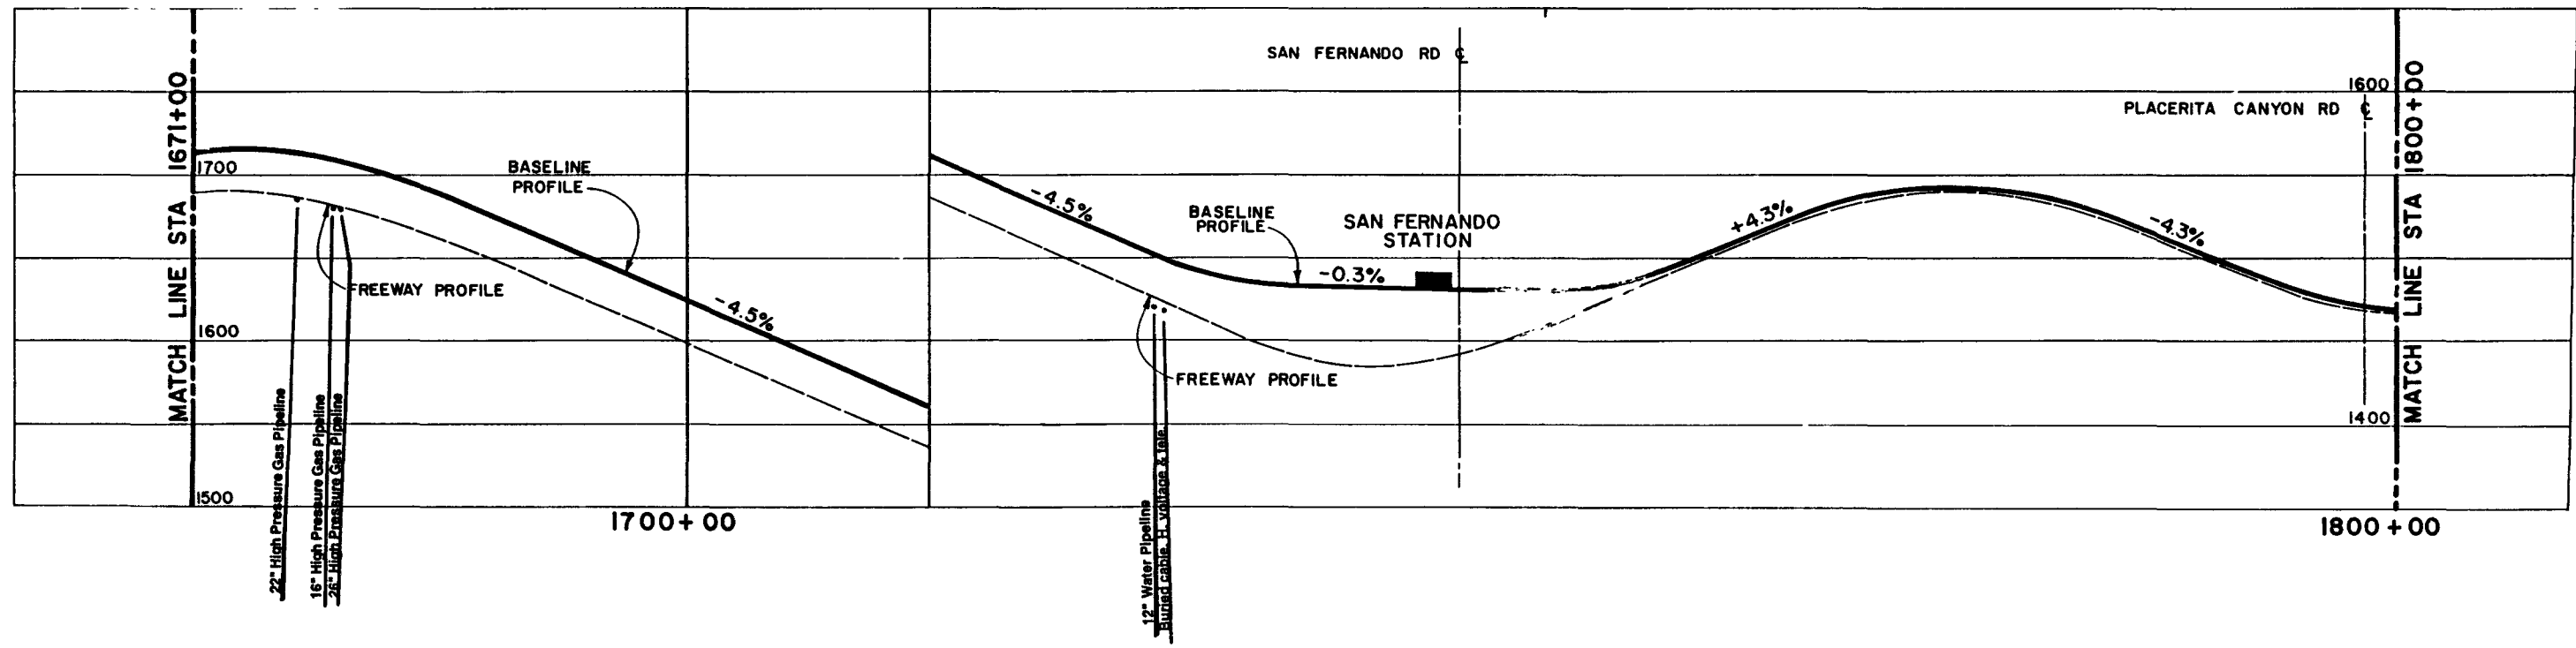 MATCH LINE STA 1671+00
1700
1600
1500
BASELINE
PROFILE
FREEWAY PROFILE
-4.5%
22" High Pressure Gas Pipeline
16" High Pressure Gas Pipeline
26" High Pressure Gas Pipeline
1700+00
SAN FERNANDO RD ℄
-4.5%
BASELINE
PROFILE
SAN FERNANDO
STATION
-0.3%
FREEWAY PROFILE
12" Water Pipeline
Buried cable, H. voltage & tele.
+4.3%
-4.3%
1600
PLACERITA CANYON RD ℄
1400
MATCH LINE STA 1800+00
1800+00